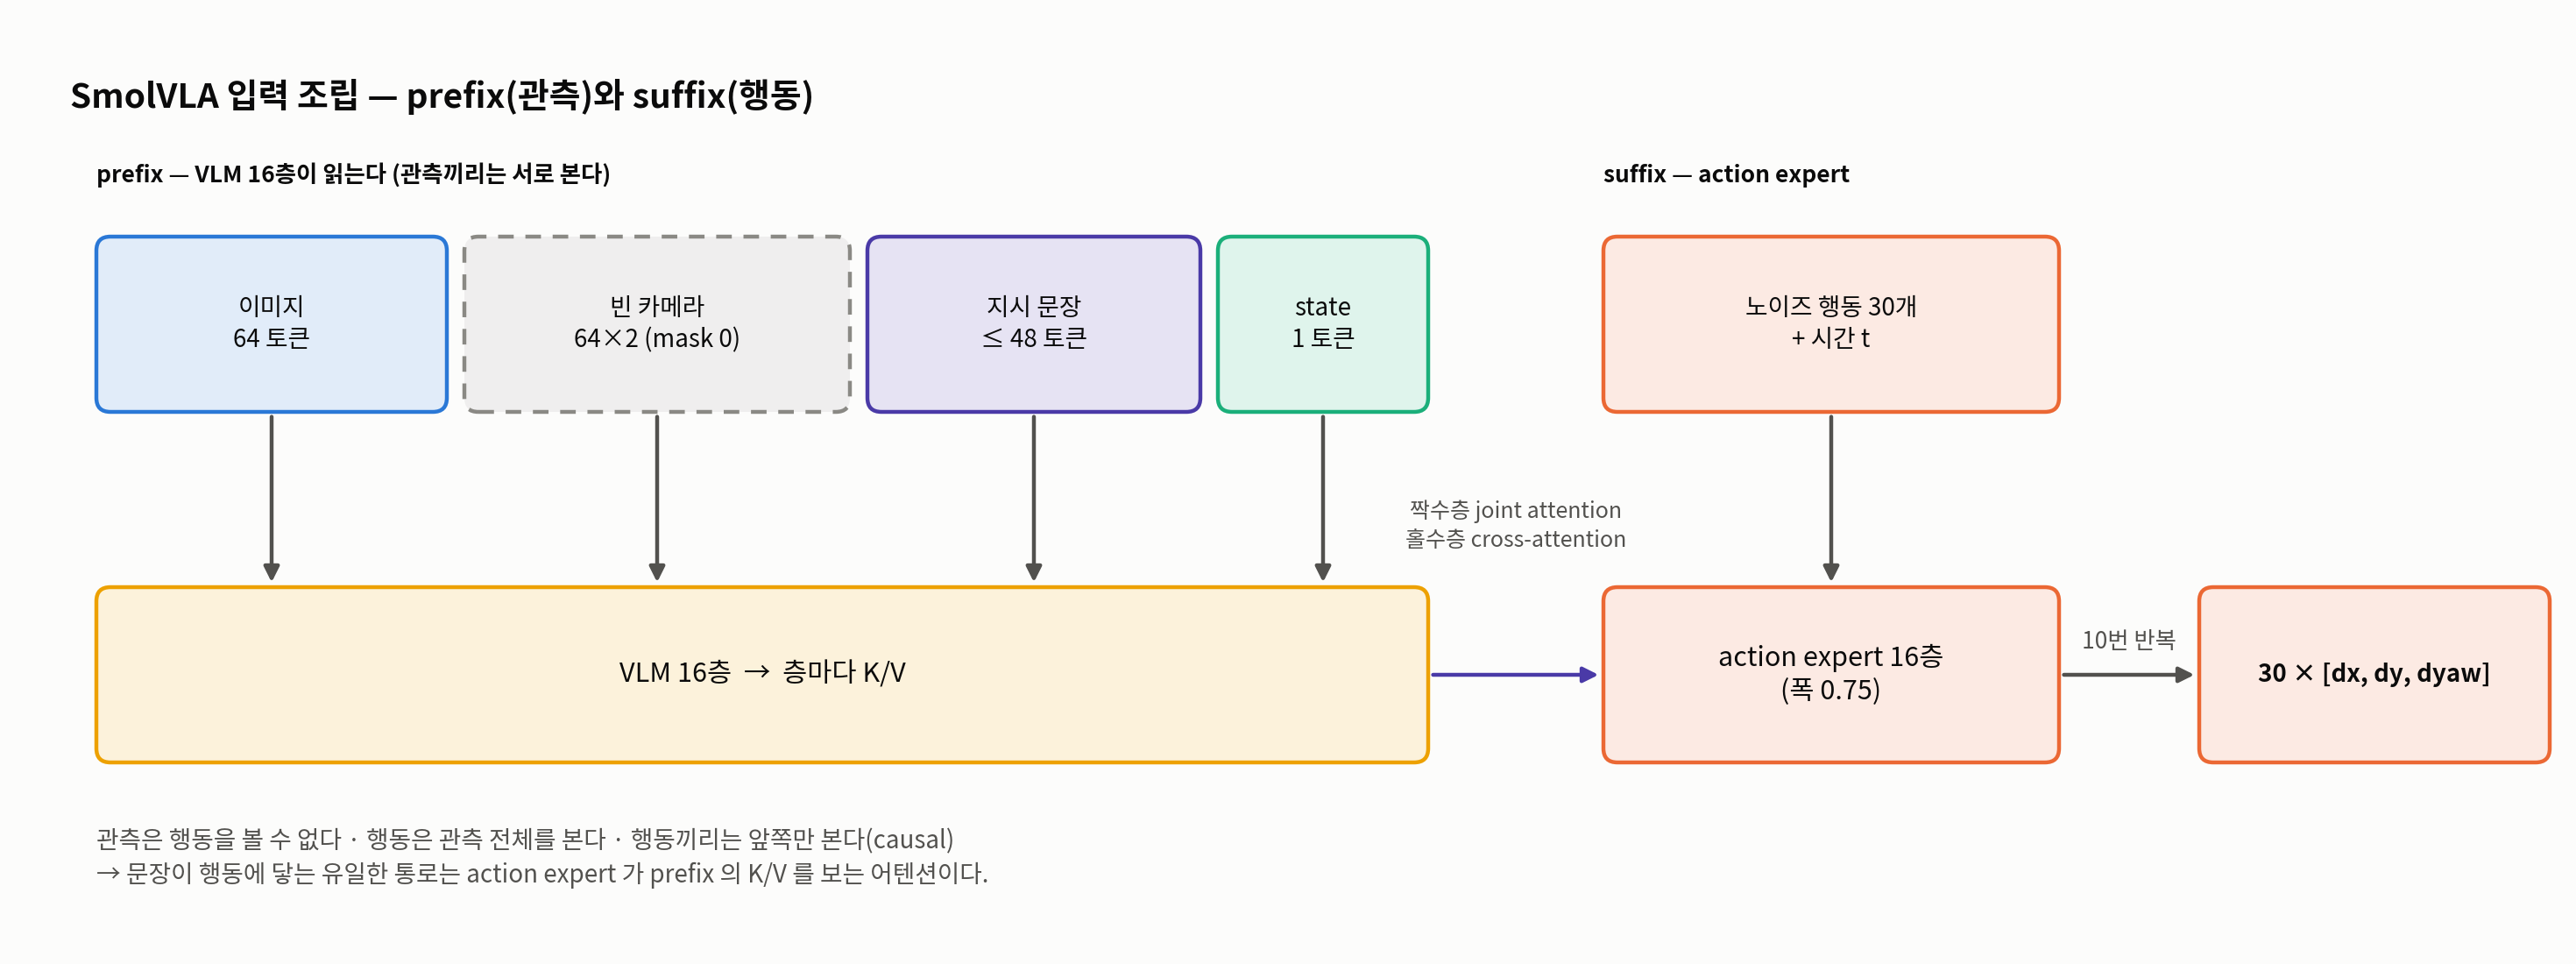 SmolVLA 입력 조립 — prefix(관측)와 suffix(행동)
prefix — VLM 16층이 읽는다 (관측끼리는 서로 본다)
suffix — action expert
이미지
64 토큰
빈 카메라
64×2 (mask 0)
지시 문장
≤ 48 토큰
state
1 토큰
노이즈 행동 30개
+ 시간 t
짝수층 joint attention
홀수층 cross-attention
VLM 16층 → 층마다 K/V
action expert 16층
(폭 0.75)
10번 반복
30 × [dx, dy, dyaw]
관측은 행동을 볼 수 없다 · 행동은 관측 전체를 본다 · 행동끼리는 앞쪽만 본다(causal)
→ 문장이 행동에 닿는 유일한 통로는 action expert 가 prefix 의 K/V 를 보는 어텐션이다.